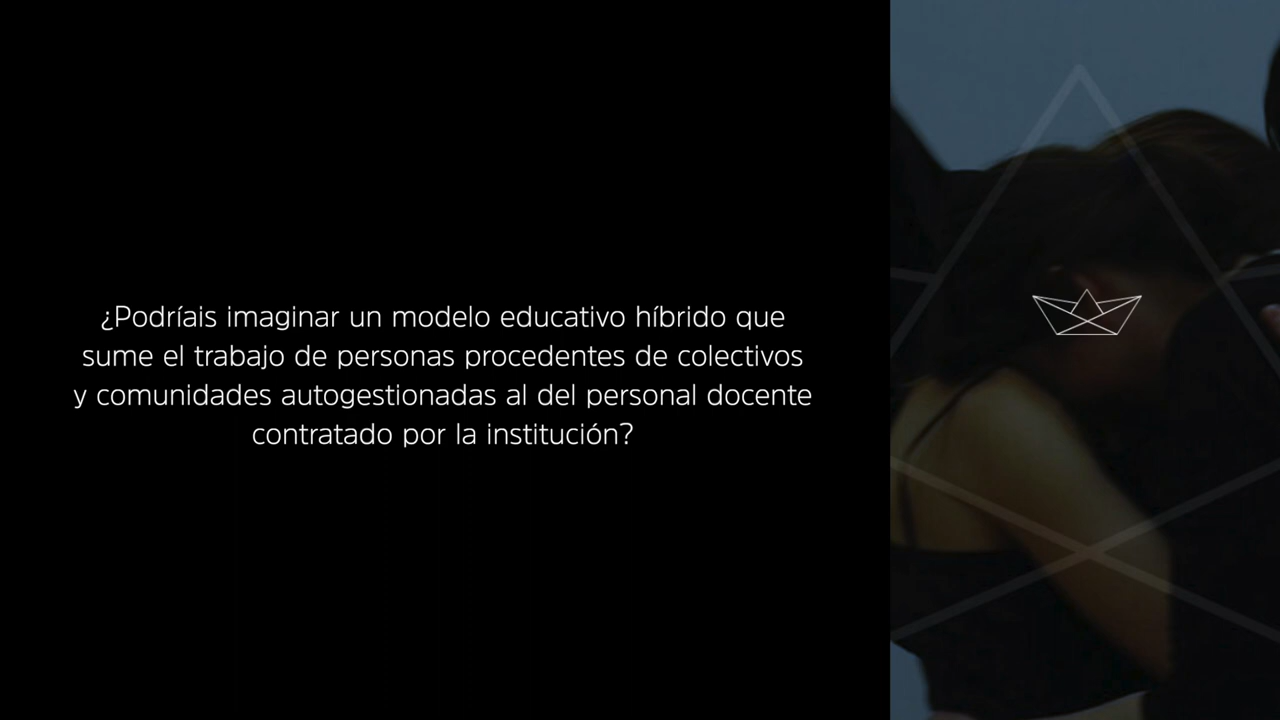 ¿Podríais imaginar un modelo educativo híbrido que
sume el trabajo de personas procedentes de colectivos
y comunidades autogestionadas al del personal docente
contratado por la institución?